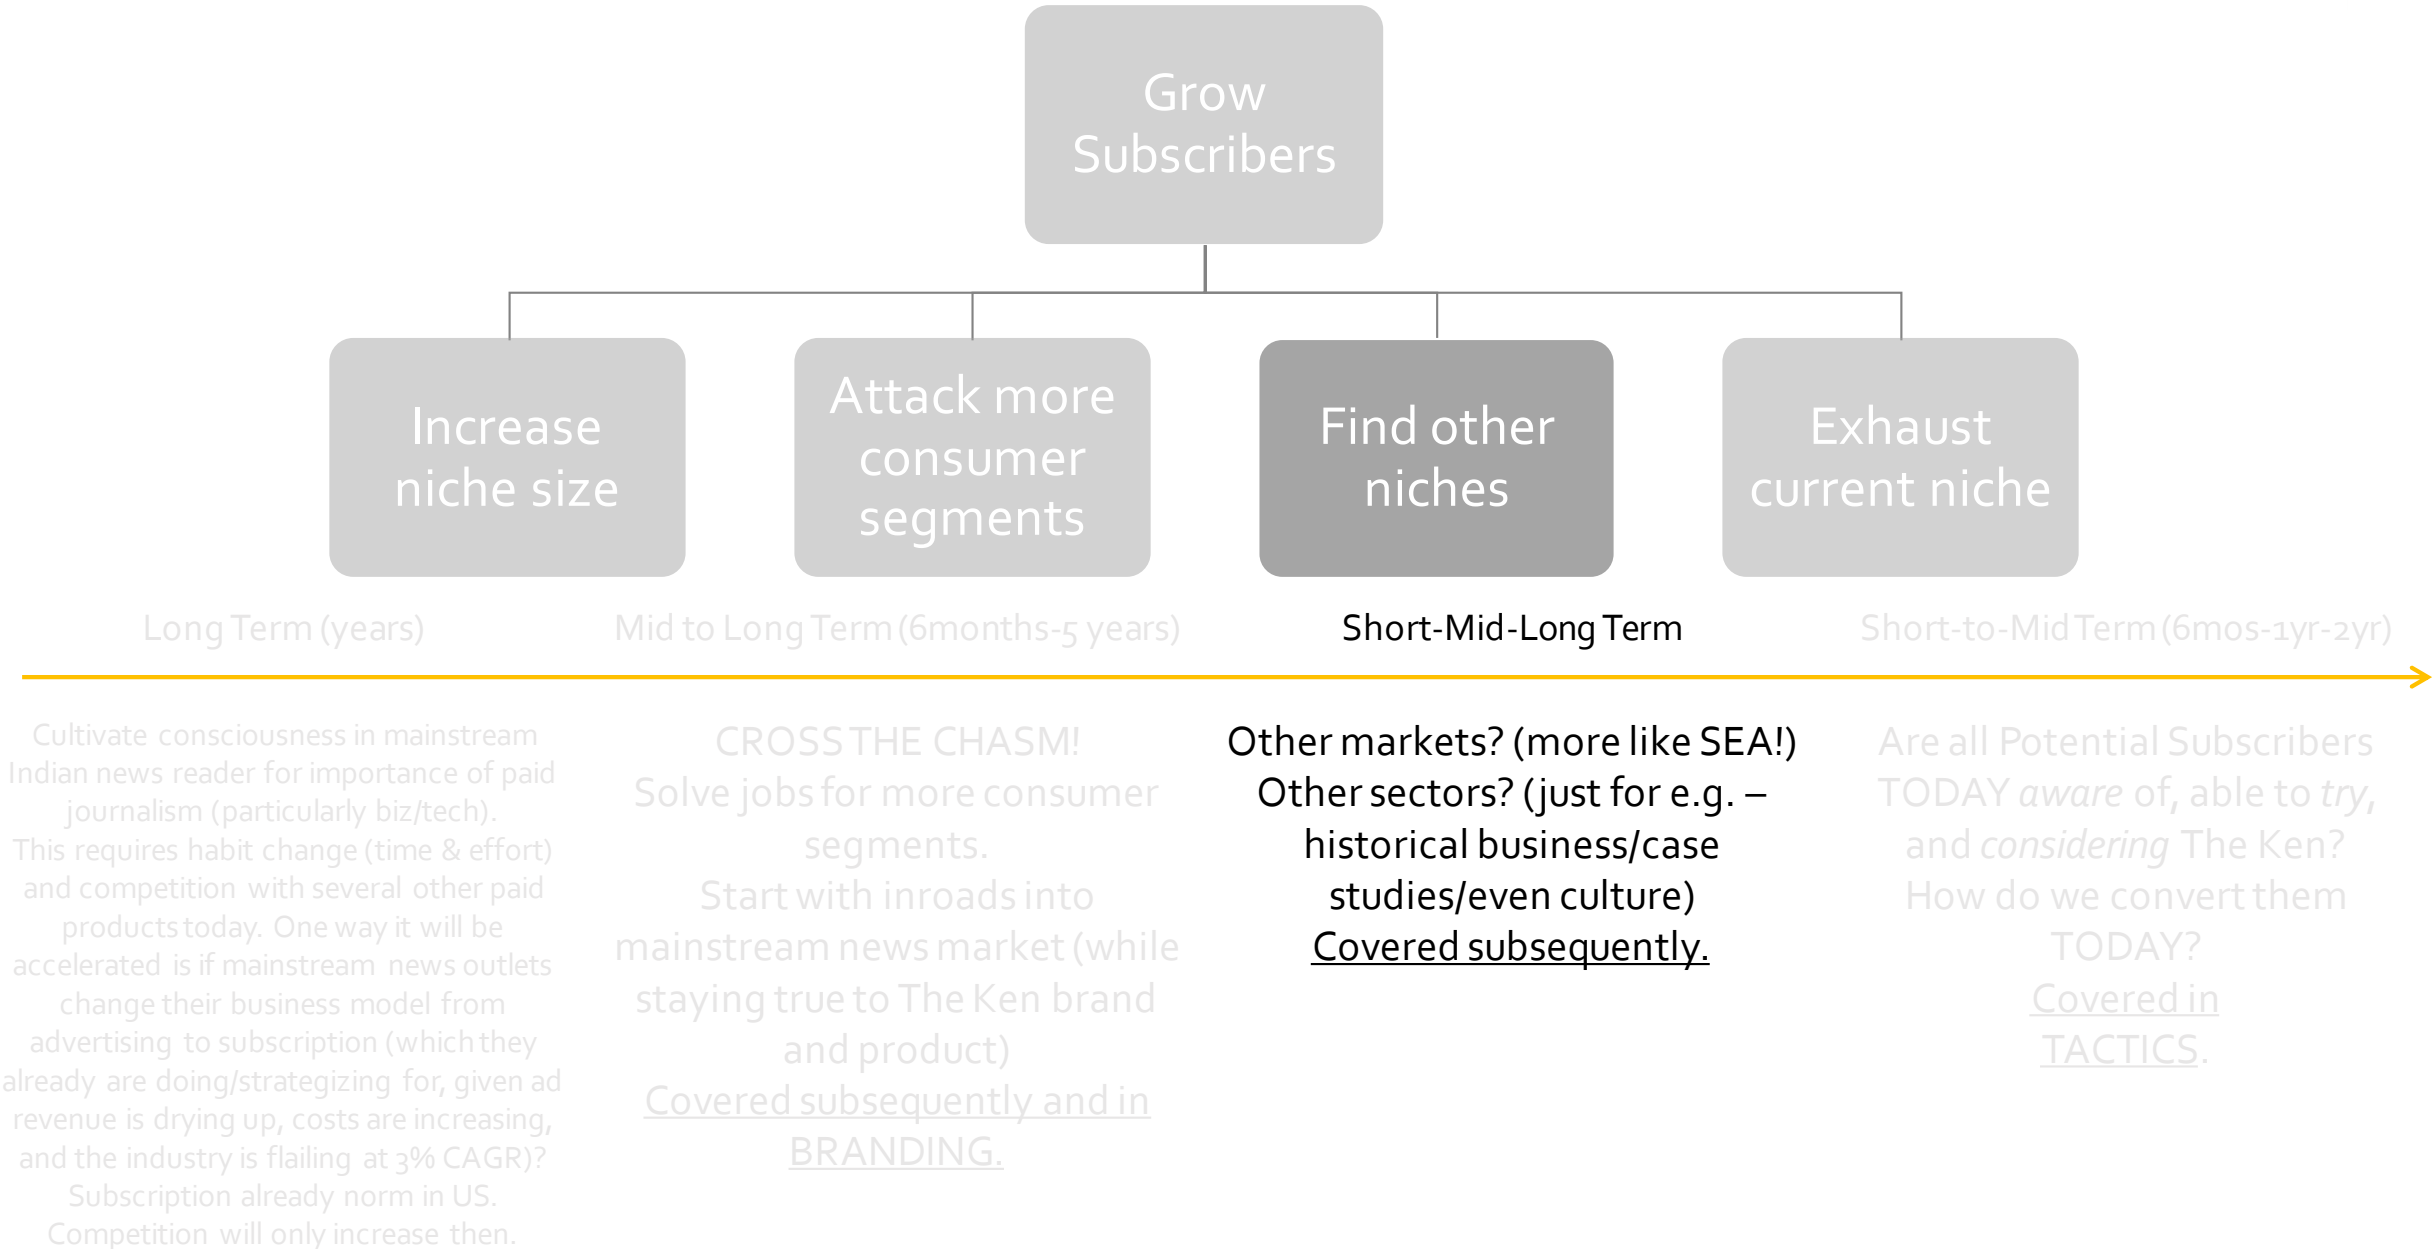 Grow
Subscribers
Increase
niche size
Attack more
consumer
segments
Find other
niches
Exhaust
current niche
Long Term (years)
Mid to Long Term (6months-5 years)
Short-Mid-Long Term
Short-to-Mid Term (6mos-1yr-2yr)
Cultivate consciousness in mainstream
Indian news reader for importance of paid
journalism (particularly biz/tech).
This requires habit change (time & effort)
and competition with several other paid
products today. One way it will be
accelerated is if mainstream news outlets
change their business model from
advertising to subscription (which they
already are doing/strategizing for, given ad
revenue is drying up, costs are increasing,
and the industry is flailing at 3% CAGR)?
Subscription already norm in US.
Competition will only increase then.
CROSS THE CHASM!
Solve jobs for more consumer
segments.
Start with inroads into
mainstream news market (while
staying true to The Ken brand
and product)
Covered subsequently and in
BRANDING.
Other markets? (more like SEA!)
Other sectors? (just for e.g. –
historical business/case
studies/even culture)
Covered subsequently.
Are all Potential Subscribers
TODAY aware of, able to try,
and considering The Ken?
How do we convert them
TODAY?
Covered in
TACTICS.